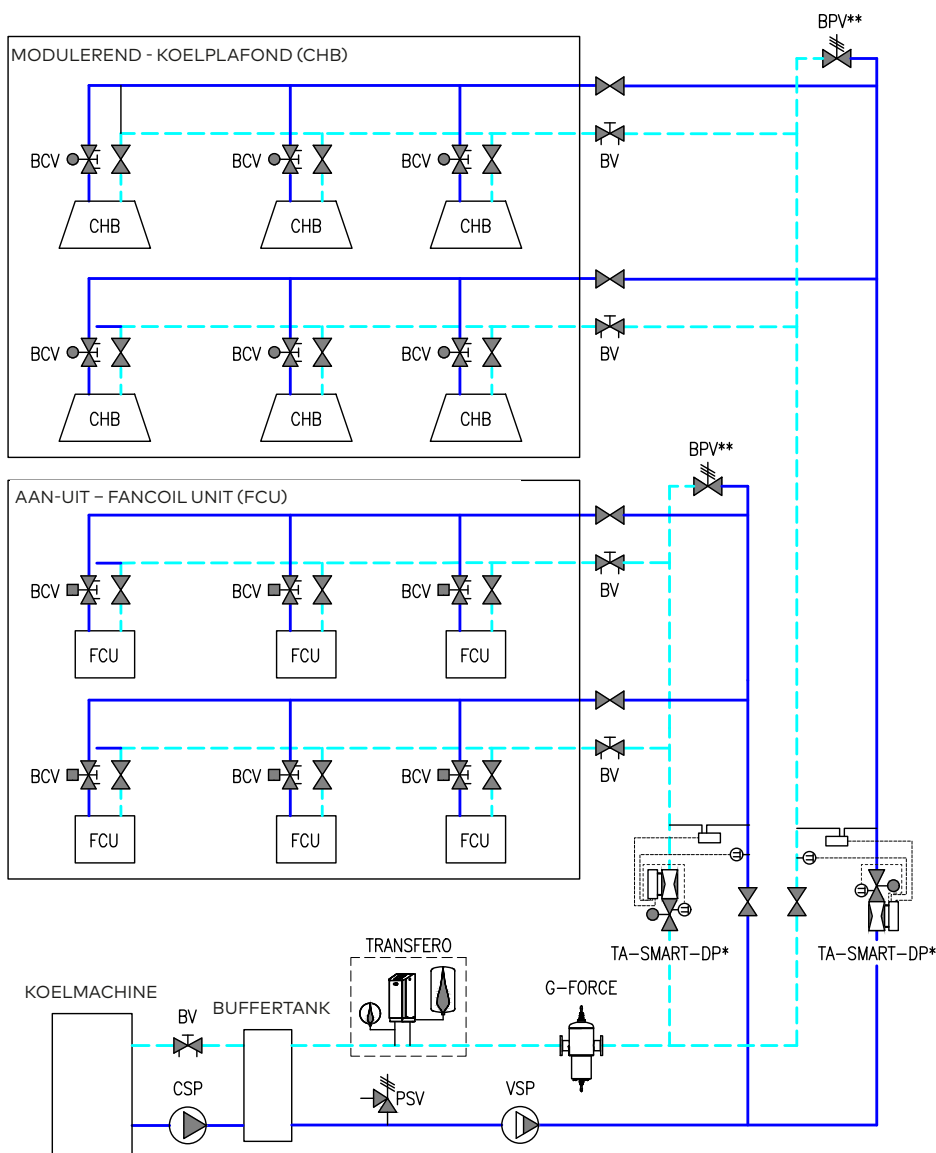 BPV**
MODULEREND - KOELPLAFOND (CHB)
BCV
BCV
BCV
BV
CHB
CHB
CHB
BCV
BCV
BCV
BV
CHB
CHB
CHB
BPV**
AAN-UIT – FANCOIL UNIT (FCU)
BCV
BCV
BCV
BV
FCU
FCU
FCU
BCV
BCV
BCV
BV
FCU
FCU
FCU
TA-SMART-DP*
TA-SMART-DP*
TRANSFERO
G-FORCE
KOELMACHINE
BV
BUFFERTANK
CSP
PSV
VSP